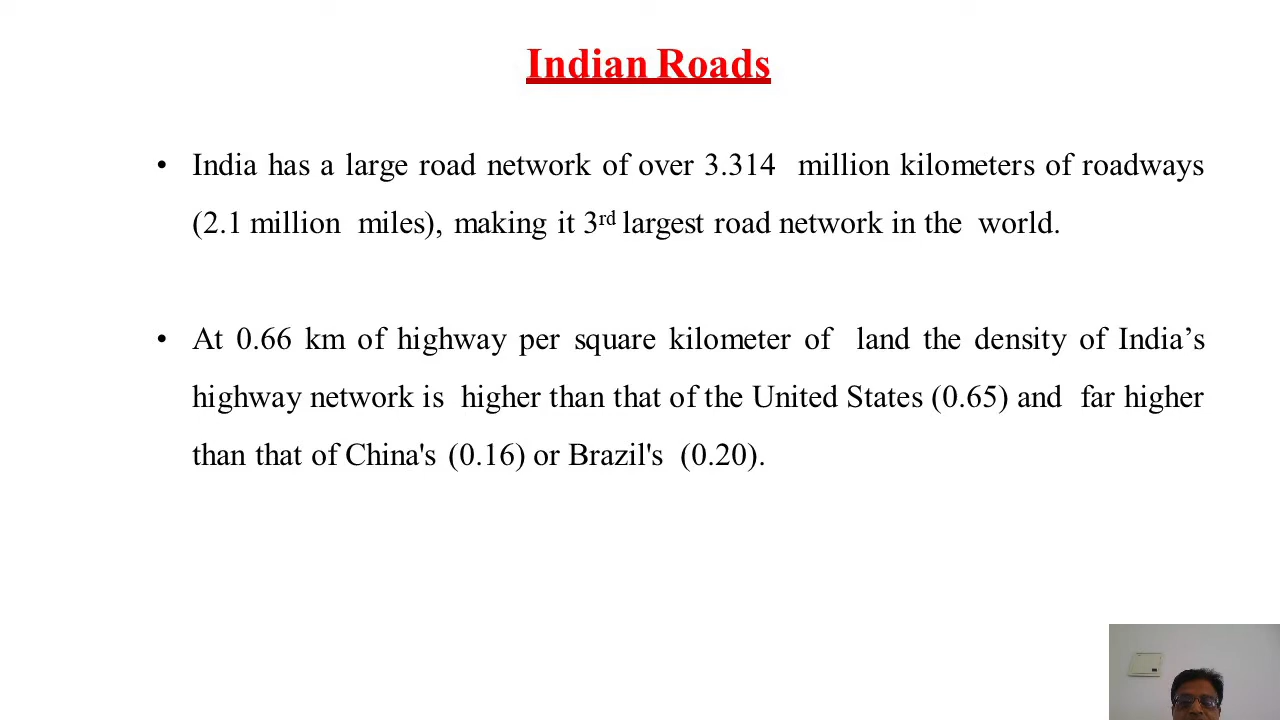 Indian Roads
• India has a large road network of over 3.314 million kilometers of roadways
(2.1 million miles), making it 3rd largest road network in the world.
• At 0.66 km of highway per square kilometer of land the density of India’s
highway network is higher than that of the United States (0.65) and far higher
than that of China's (0.16) or Brazil's (0.20).